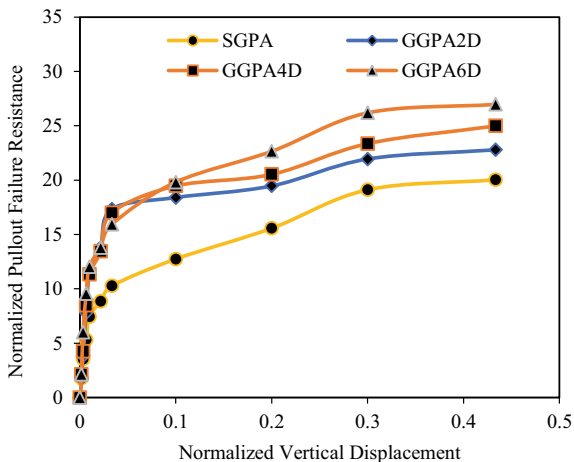 SGPA GGPA2D
GGPA4D GGPA6D
35
30
25
20
15
10
5
0
0 0.1 0.2 0.3 0.4 0.5
Normalized Vertical Displacement
Normalized Pullout Failure Resistance